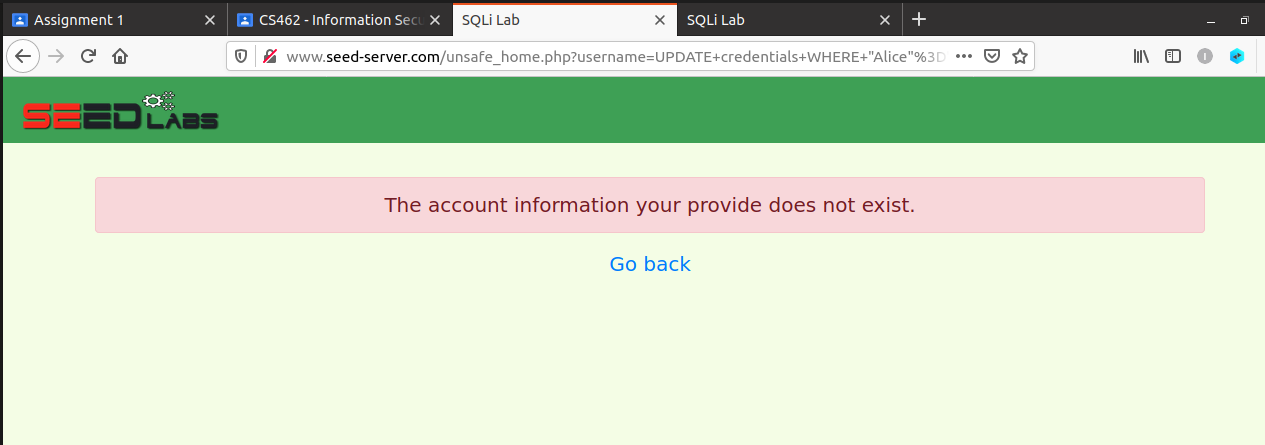 Assignment 1
CS462 - Information Secu
SQLi Lab
SQLi Lab
www.seed-server.com/unsafe_home.php?username=UPDATE+credentials+WHERE+"Alice"%3D
SEED LABS
The account information your provide does not exist.
Go back